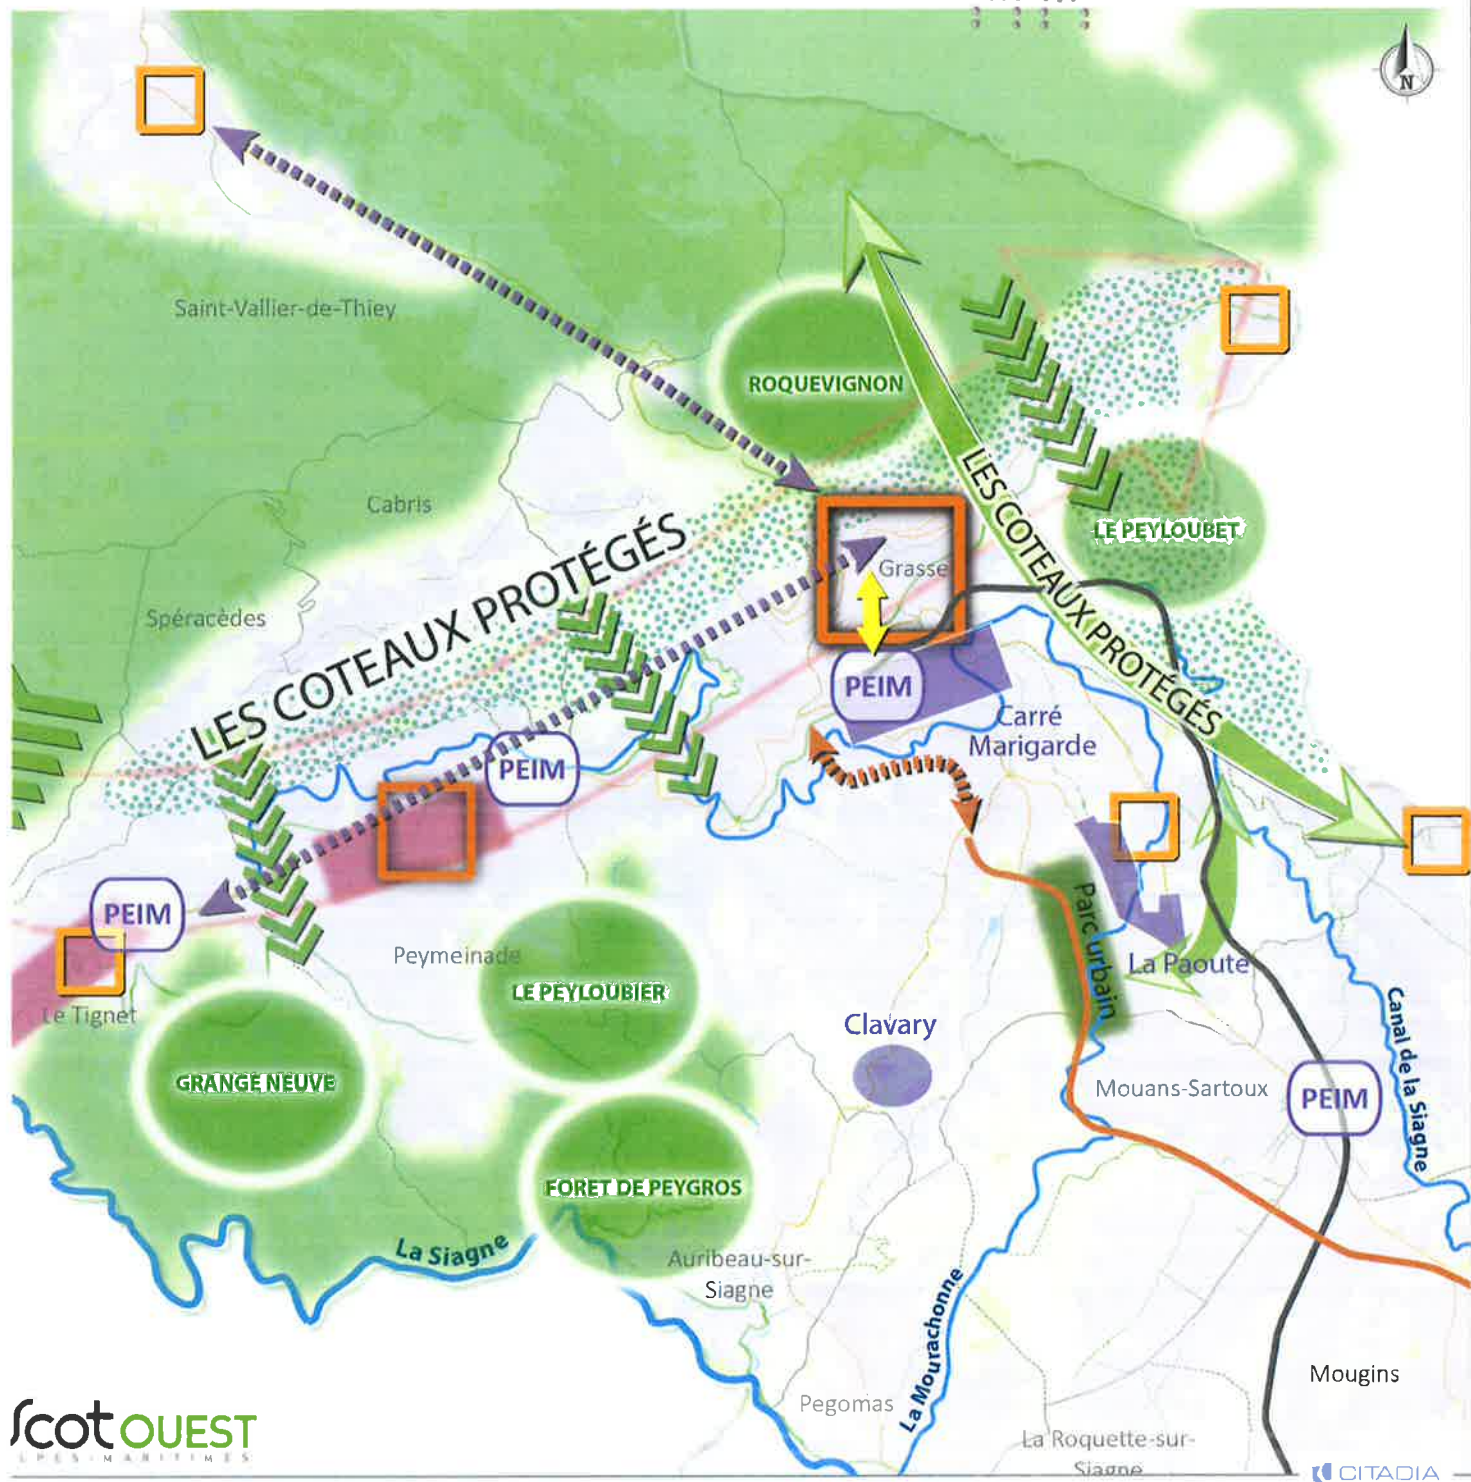 N
Saint-Vallier-de-Thiey
ROQUEVIGNON
Cabris
LES COTEAUX PROTÉGÉS
LE PEYLOUBET
Grasse
LES COTEAUX PROTÉGÉS
Spéracèdes
PEIM
Carré
Marigarde
PEIM
PEIM
Parc urbain
Peymeinade
La Paoute
LE PEYLOUBIER
Le Tignet
Clavary
Canal de la Siagne
GRANGE NEUVE
Mouans-Sartoux
PEIM
FORET DE PEYGROS
La Siagne
Auribeau-sur-
Siagne
La Mourachonne
Mougins
Pegomas
La Roquette-sur-
Siagne
Scot OUEST
LPES-MARITIMES
CITADIA